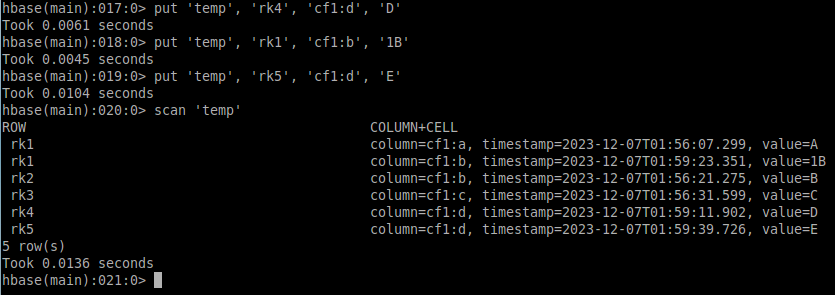 hbase(main):017:0> put 'temp', 'rk4', 'cf1:d', 'D'
Took 0.0061 seconds
hbase(main):018:0> put 'temp', 'rk1', 'cf1:b', '1B'
Took 0.0045 seconds
hbase(main):019:0> put 'temp', 'rk5', 'cf1:d', 'E'
Took 0.0104 seconds
hbase(main):020:0> scan 'temp'
ROW COLUMN+CELL
rk1 column=cf1:a, timestamp=2023-12-07T01:56:07.299, value=A
rk1 column=cf1:b, timestamp=2023-12-07T01:59:23.351, value=1B
rk2 column=cf1:b, timestamp=2023-12-07T01:56:21.275, value=B
rk3 column=cf1:c, timestamp=2023-12-07T01:56:31.599, value=C
rk4 column=cf1:d, timestamp=2023-12-07T01:59:11.902, value=D
rk5 column=cf1:d, timestamp=2023-12-07T01:59:39.726, value=E
5 row(s)
Took 0.0136 seconds
hbase(main):021:0>